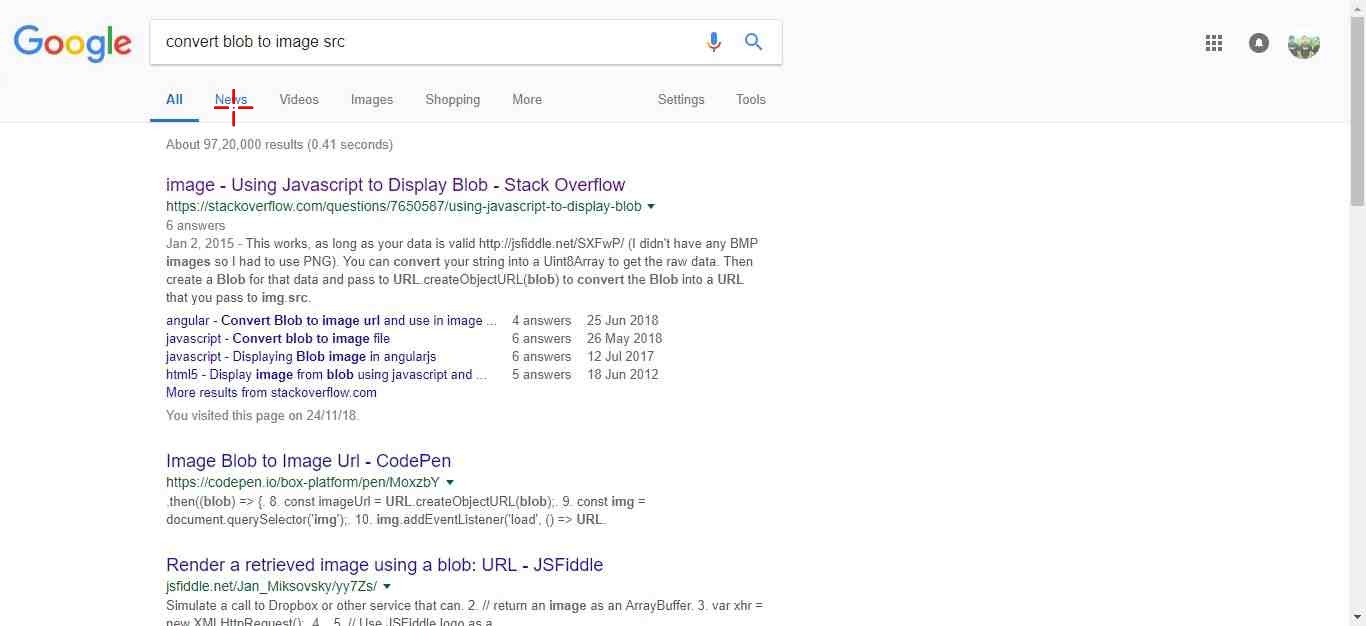 Google
convert blob to image src
All News Videos Images Shopping More Settings Tools
About 97,20,000 results (0.41 seconds)
image - Using Javascript to Display Blob - Stack Overflow
https://stackoverflow.com/questions/7650587/using-javascript-to-display-blob
6 answers
Jan 2, 2015 - This works, as long as your data is valid http://jsfiddle.net/SXFwP/ (I didn't have any BMP
images so I had to use PNG). You can convert your string into a Uint8Array to get the raw data. Then
create a Blob for that data and pass to URL.createObjectURL(blob) to convert the Blob into a URL
that you pass to img.src.
angular - Convert Blob to image url and use in image ... 4 answers 25 Jun 2018
javascript - Convert blob to image file 6 answers 26 May 2018
javascript - Displaying Blob image in angularjs 6 answers 12 Jul 2017
html5 - Display image from blob using javascript and ... 5 answers 18 Jun 2012
More results from stackoverflow.com
You visited this page on 24/11/18.
Image Blob to Image Url - CodePen
https://codepen.io/box-platform/pen/MoxzbY
.then((blob) => {. 8. const imageUrl = URL.createObjectURL(blob);. 9. const img =
document.querySelector('img');. 10. img.addEventListener('load', () => URL.
Render a retrieved image using a blob: URL - JSFiddle
jsfiddle.net/Jan_Miksovsky/yy7Zs/
Simulate a call to Dropbox or other service that can. 2. // return an image as an ArrayBuffer. 3. var xhr =
new XMLHttpRequest(); 4. 5. // Use JSFiddle logo as a